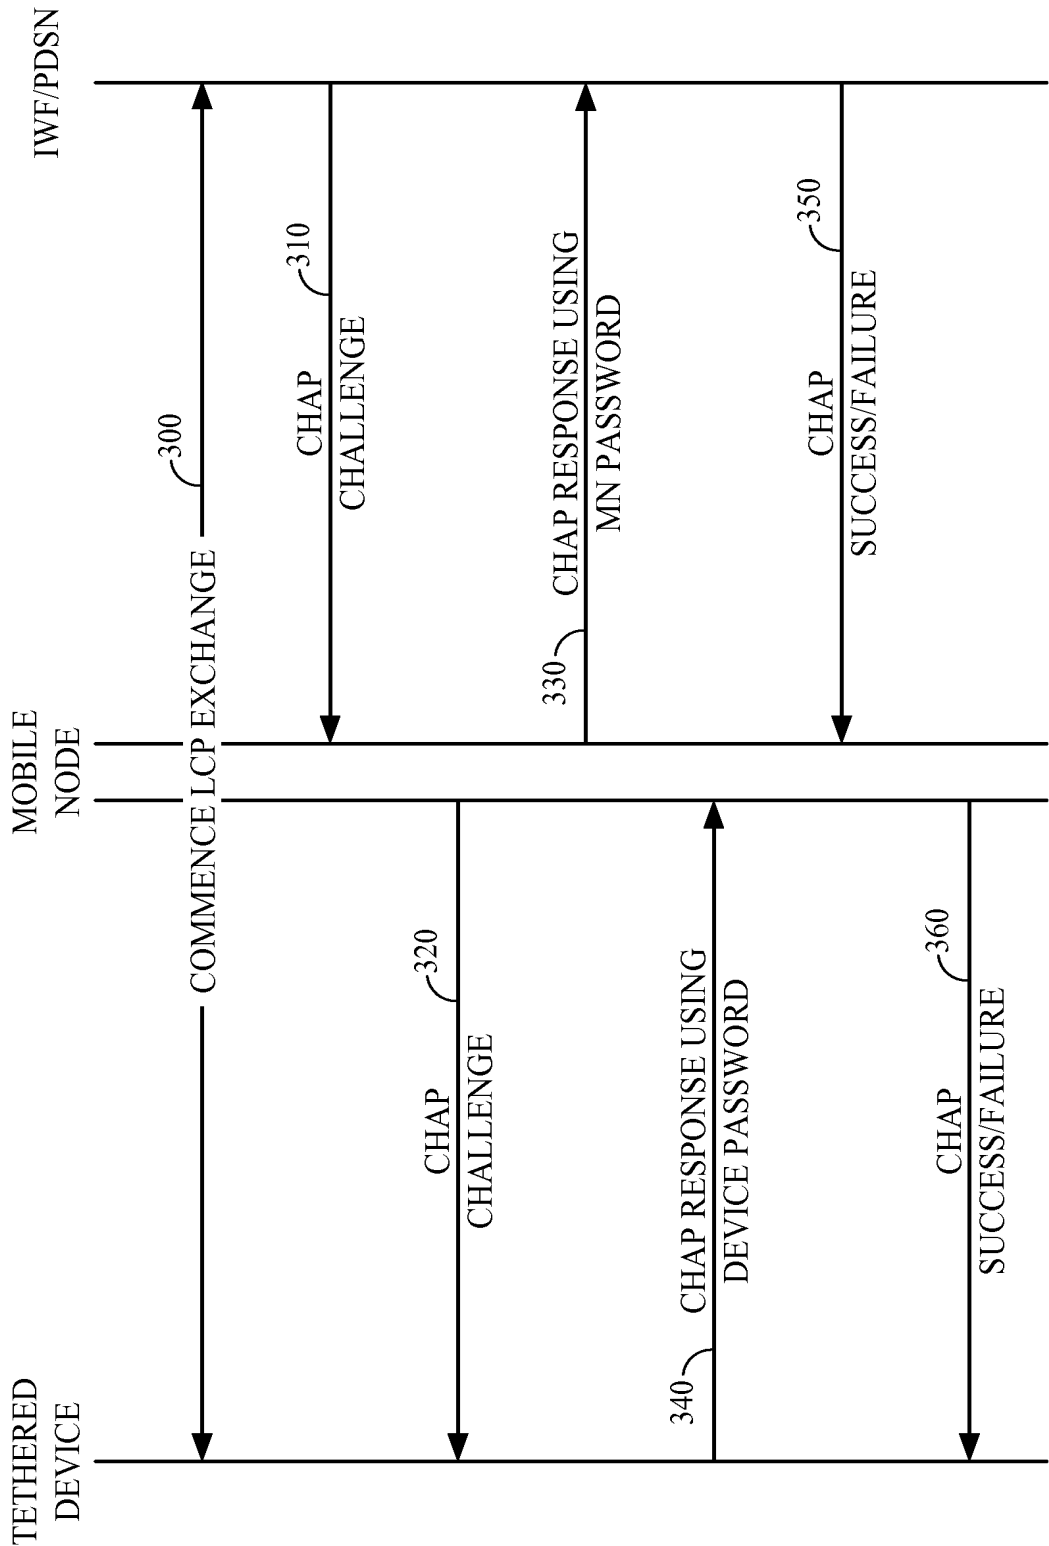 TETHERED
DEVICE
MOBILE
NODE
IWF/PDSN
COMMENCE LCP EXCHANGE
300
CHAP
CHALLENGE
310
CHAP
CHALLENGE
320
CHAP RESPONSE USING
MN PASSWORD
330
CHAP RESPONSE USING
DEVICE PASSWORD
340
CHAP
SUCCESS/FAILURE
350
CHAP
SUCCESS/FAILURE
360